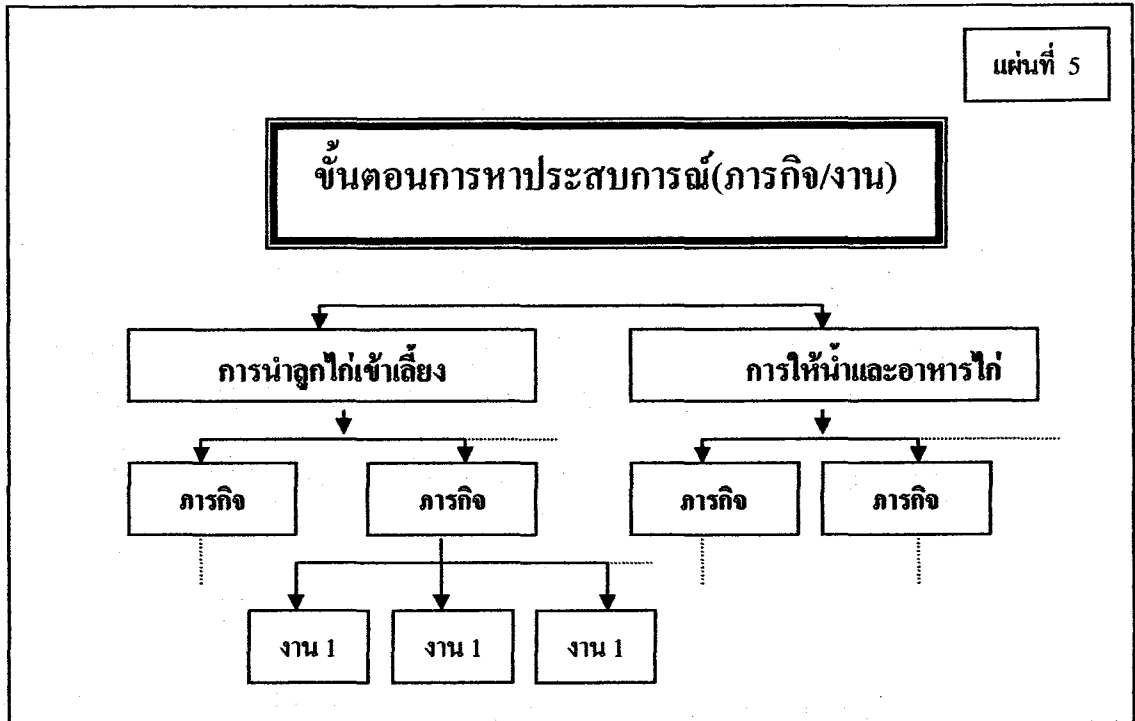 แผ่นที่ 5
ขั้นตอนการหาประสบการณ์(ภารกิจ/งาน)
การนำลูกไก่เข้าเลี้ยง
การให้น้ำและอาหารไก่
ภารกิจ
ภารกิจ
ภารกิจ
ภารกิจ
งาน 1
งาน 1
งาน 1